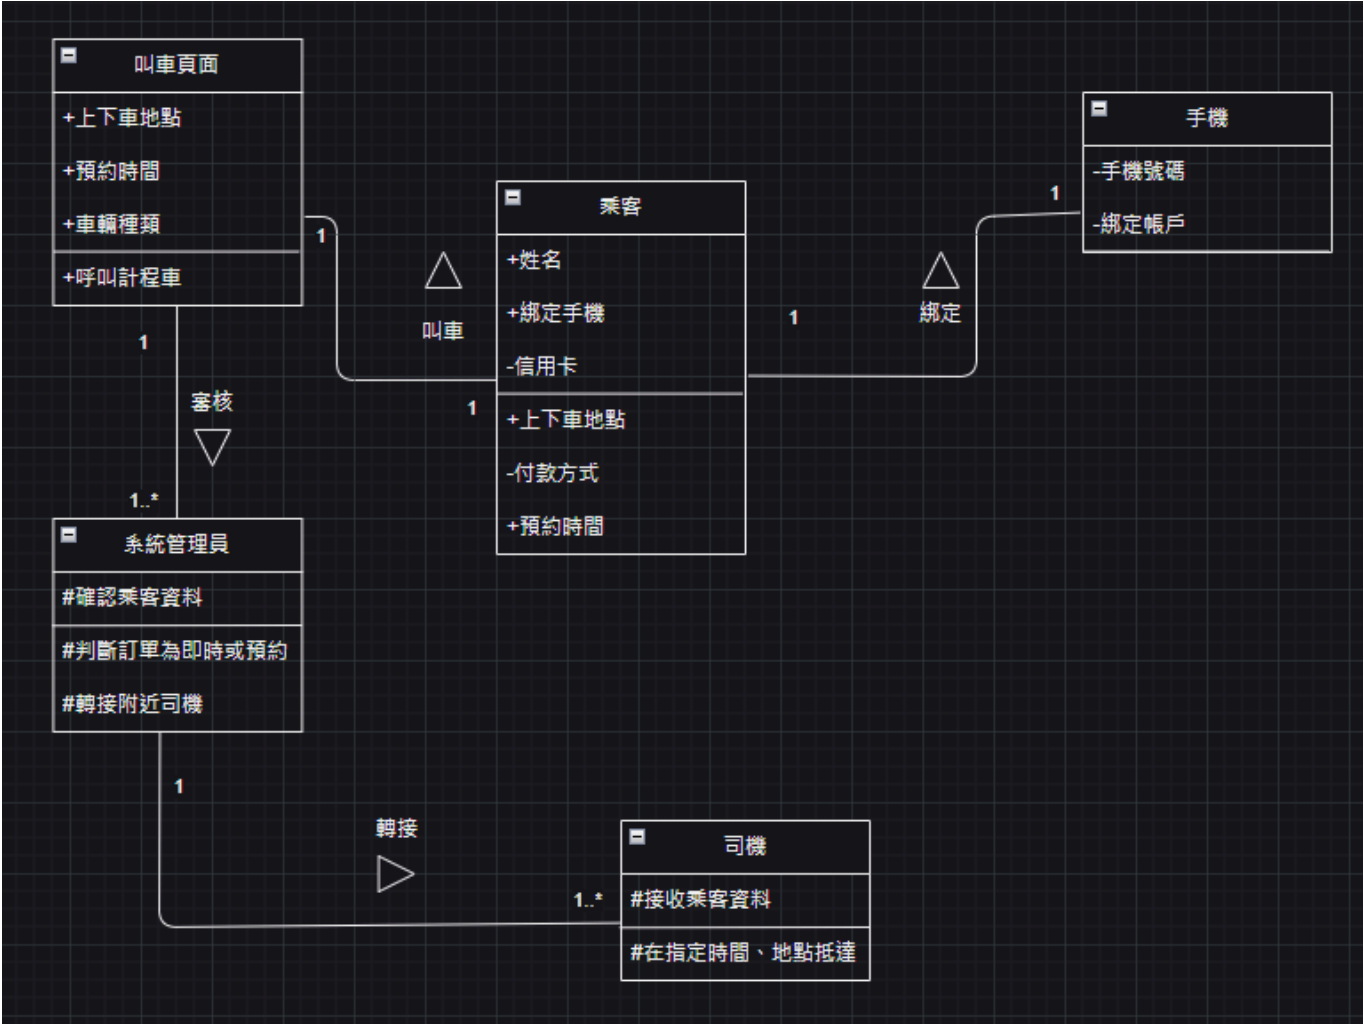 叫車頁面
+上下車地點
+預約時間
+車輛種類
+呼叫計程車
1
1
審核
1..*
系統管理員
#確認乘客資料
#判斷訂單為即時或預約
#轉接附近司機
1
叫車
1
乘客
+姓名
+綁定手機
-信用卡
+上下車地點
-付款方式
+預約時間
1
綁定
1
手機
-手機號碼
-綁定帳戶
轉接
1..*
司機
#接收乘客資料
#在指定時間、地點抵達